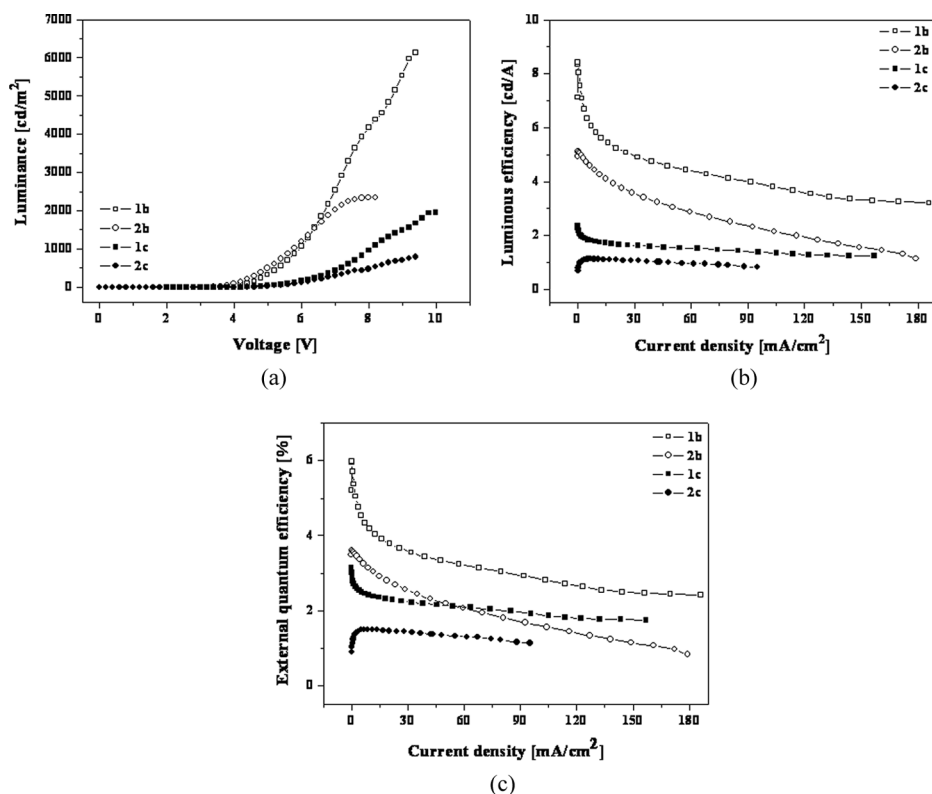 7000
6000
5000
4000
3000
2000
1000
0
Luminance [cd/m²]
1b
2b
1c
2c
0 2 4 6 8 10
Voltage [V]
(a)
10
8
6
4
2
0
Luminous efficiency [cd/A]
1b
2b
1c
2c
0 30 60 90 120 150 180
Current density [mA/cm²]
(b)
6
4
2
0
External quantum efficiency [%]
1b
2b
1c
2c
0 30 60 90 120 150 180
Current density [mA/cm²]
(c)